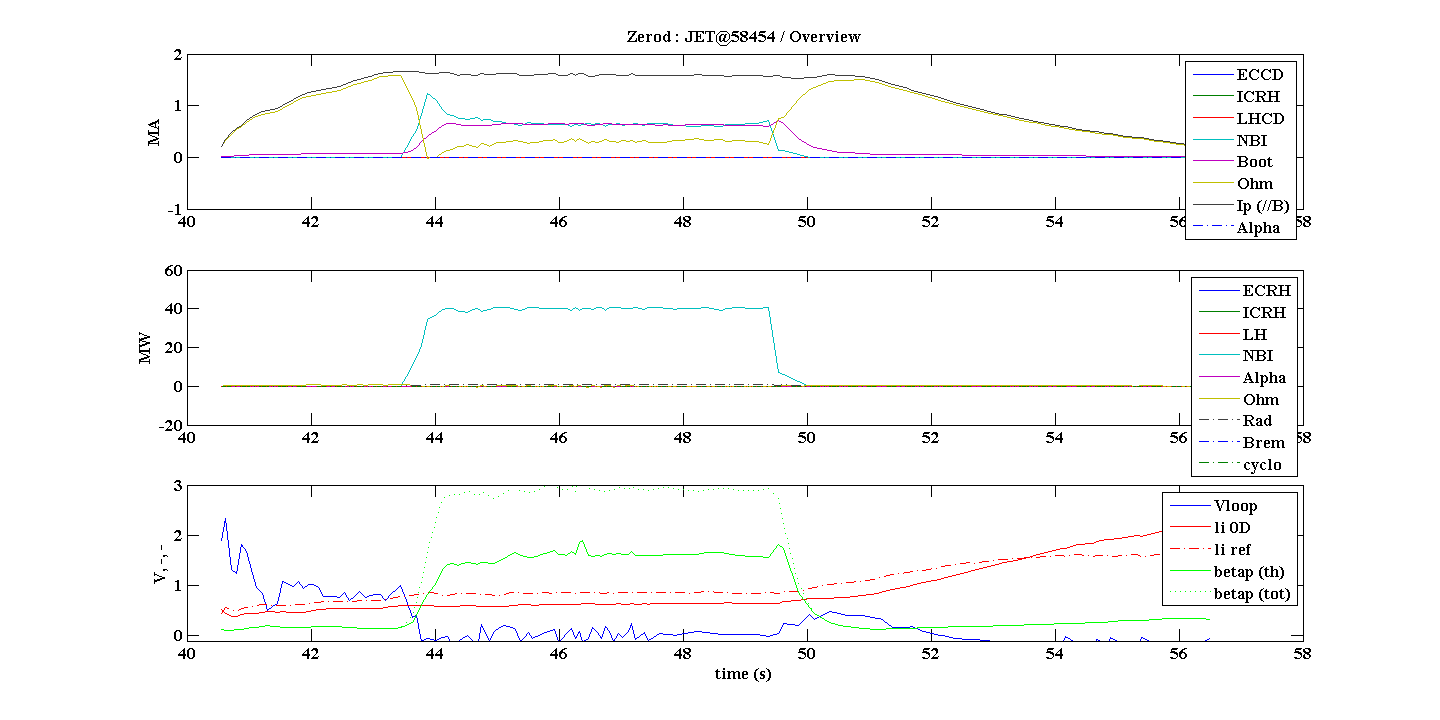 Zerod : JET@58454 / Overview
2
1
0
-1
MA
40 42 44 46 48 50 52 54 56 58
ECCD
ICRH
LHCD
NBI
Boot
Ohm
Ip (//B)
Alpha
60
40
20
0
-20
MW
40 42 44 46 48 50 52 54 56 58
ECRH
ICRH
LH
NBI
Alpha
Ohm
Rad
Brem
cyclo
3
2
1
0
V, -, -
40 42 44 46 48 50 52 54 56 58
Vloop
li 0D
li ref
betap (th)
betap (tot)
time (s)